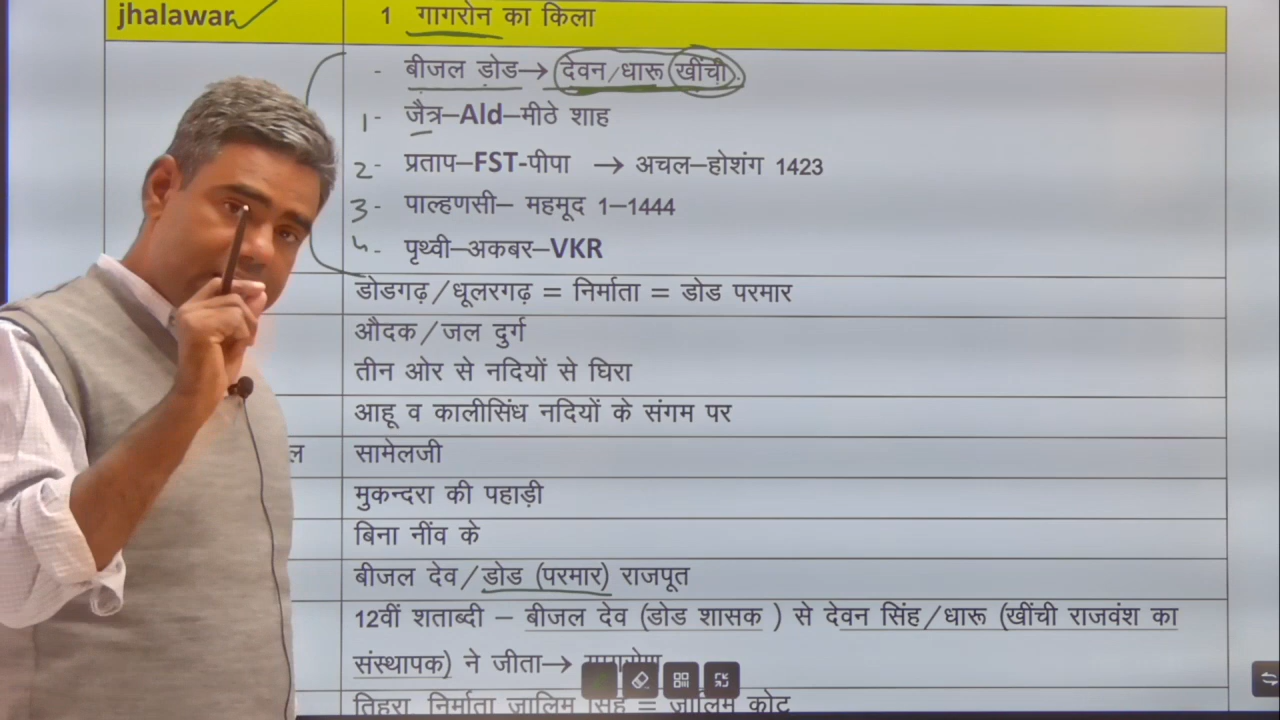 jhalawar
1 गागरोन का किला
- बीजल डोड→ देवन/धारू खींची.
1 - जैत्र–Ald–मीठे शाह
2 - प्रताप–FST-पीपा → अचल–होशंग 1423
3 - पाल्हणसी– महमूद 1–1444
4 - पृथ्वी–अकबर–VKR
डोडगढ़/धूलरगढ़ = निर्माता = डोड परमार
औदक/जल दुर्ग
तीन ओर से नदियों से घिरा
आहू व कालीसिंध नदियों के संगम पर
ल सामेलजी
मुकन्दरा की पहाड़ी
बिना नींव के
बीजल देव/डोड (परमार) राजपूत
12वीं शताब्दी – बीजल देव (डोड शासक ) से देवन सिंह/धारू (खींची राजवंश का
संस्थापक) ने जीता→
तिहरा निर्माता जालिम सिंह = जालिम कोट